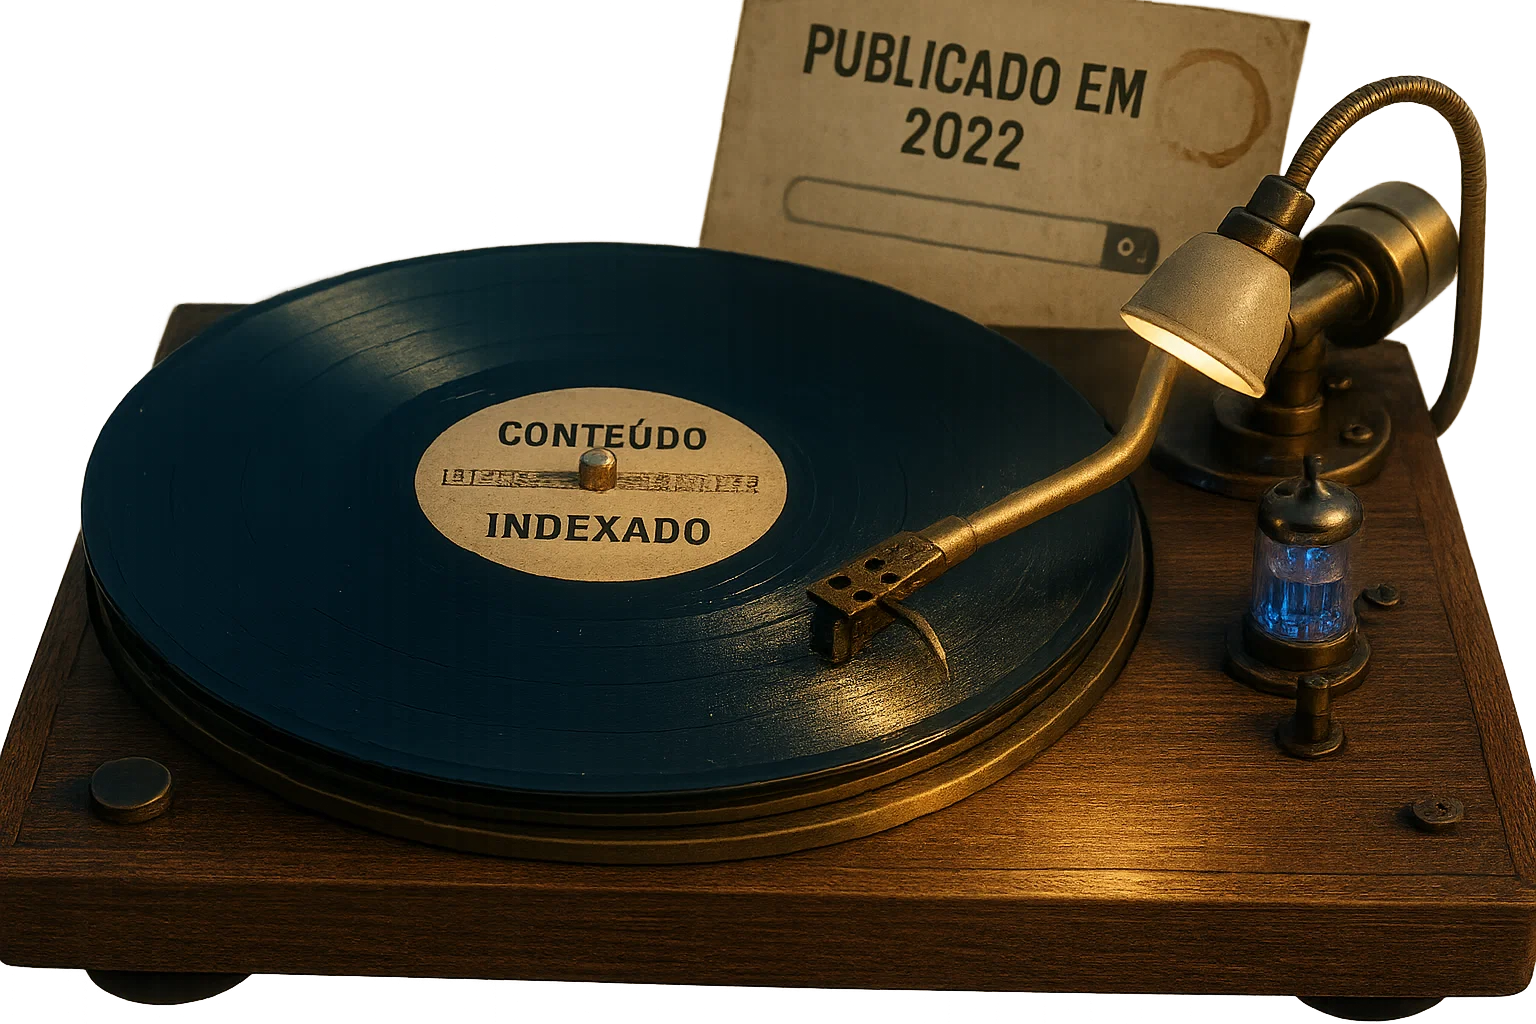 PUBLICADO EM
2022
CONTEÚDO
INDEXADO